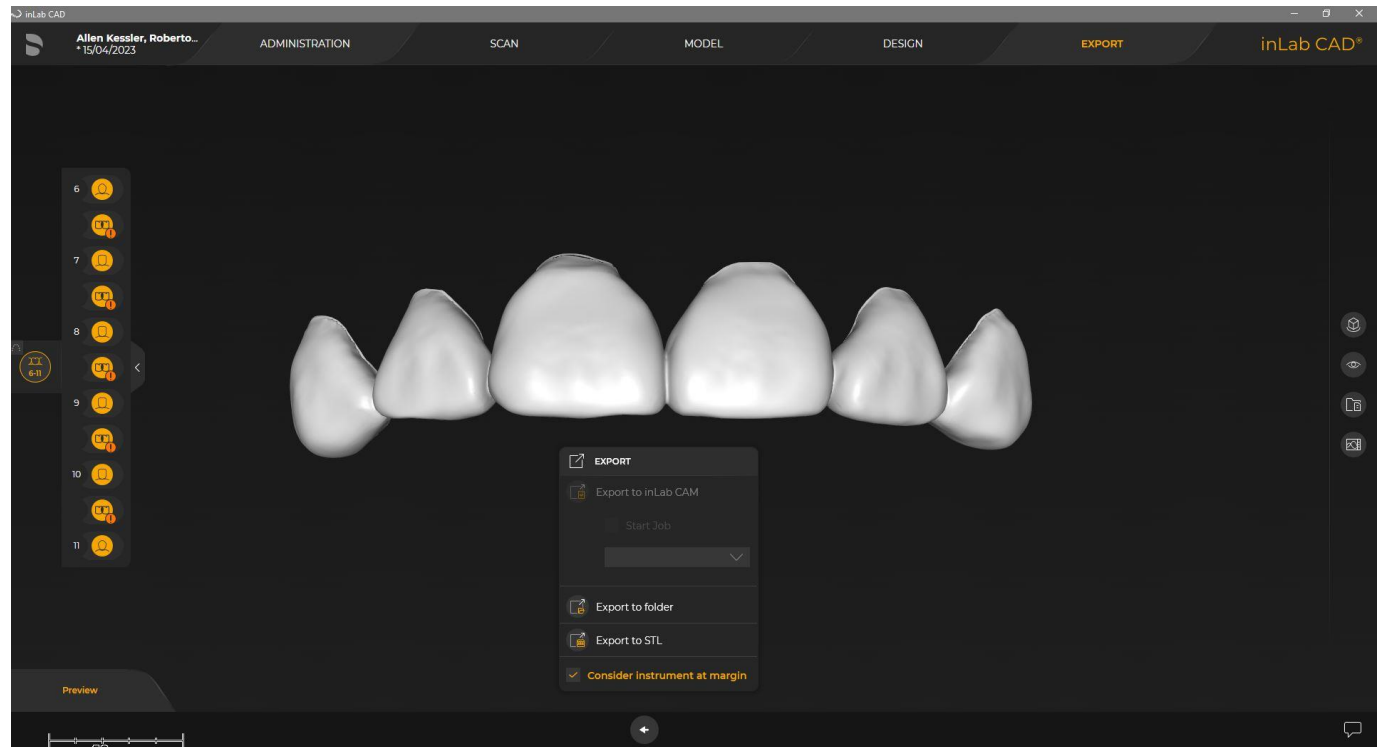 inLab CAD
Allen Kessler, Roberto...
* 15/04/2023
ADMINISTRATION
SCAN
MODEL
DESIGN
EXPORT
inLab CAD®
6
7
8
6-11
9
10
11
EXPORT
Export to inLab CAM
Start Job
Export to folder
Export to STL
Consider instrument at margin
Preview